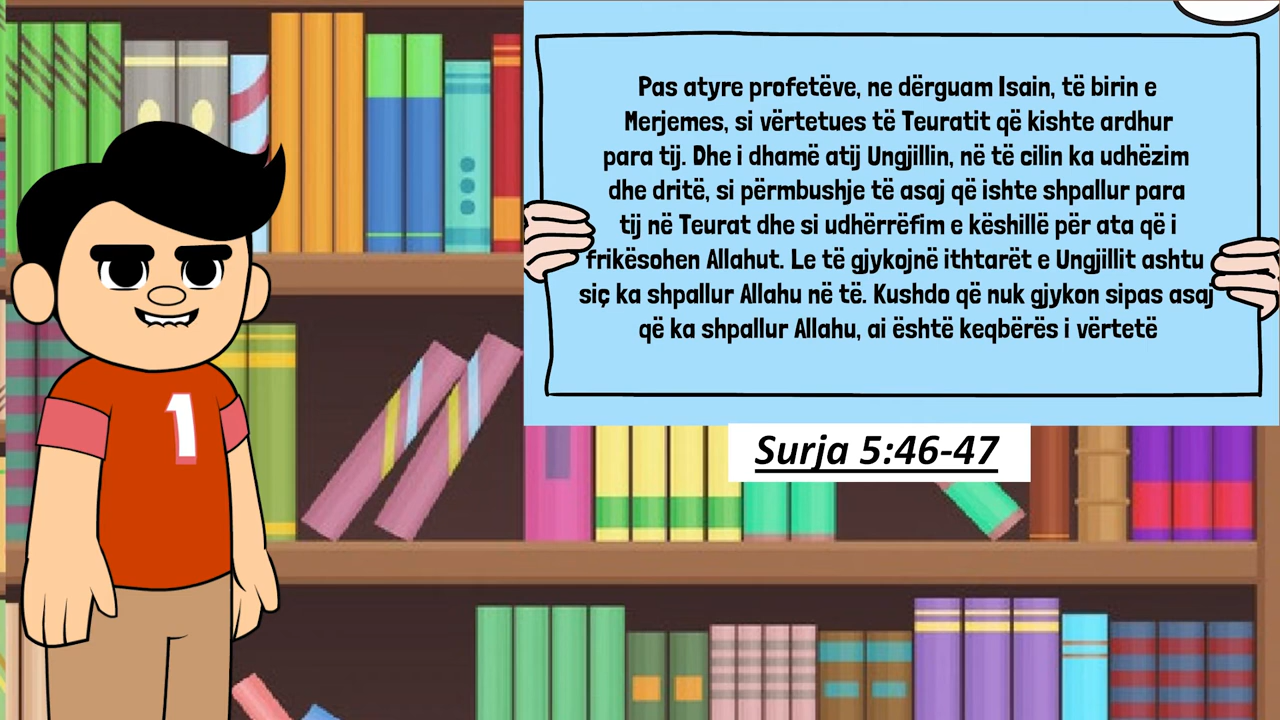 Pas atyre profetëve, ne dërguam Isain, të birin e
Merjemes, si vërtetues të Teuratit që kishte ardhur
para tij. Dhe i dhamë atij Ungjillin, në të cilin ka udhëzim
dhe dritë, si përmbushje të asaj që ishte shpallur para
tij në Teurat dhe si udhërrëfim e këshillë për ata që i
frikësohen Allahut. Le të gjykojnë ithtarët e Ungjillit ashtu
siç ka shpallur Allahu në të. Kushdo që nuk gjykon sipas asaj
që ka shpallur Allahu, ai është keqbërës i vërtetë
Surja 5:46-47
1